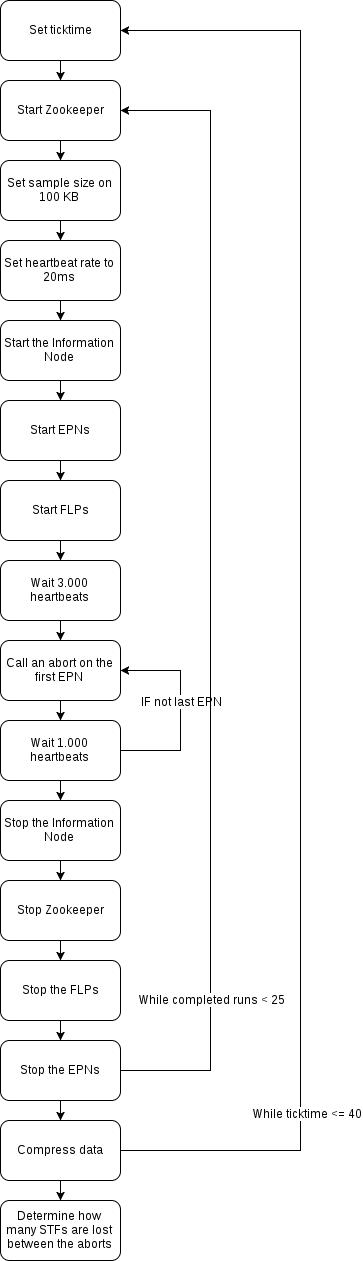 Set ticktime
Start Zookeeper
Set sample size on
100 KB
Set heartbeat rate to
20ms
Start the Information
Node
Start EPNs
Start FLPs
Wait 3.000
heartbeats
Call an abort on the
first EPN
IF not last EPN
Wait 1.000
heartbeats
Stop the Information
Node
Stop Zookeeper
Stop the FLPs
While completed runs < 25
Stop the EPNs
While ticktime <= 40
Compress data
Determine how
many STFs are lost
between the aborts